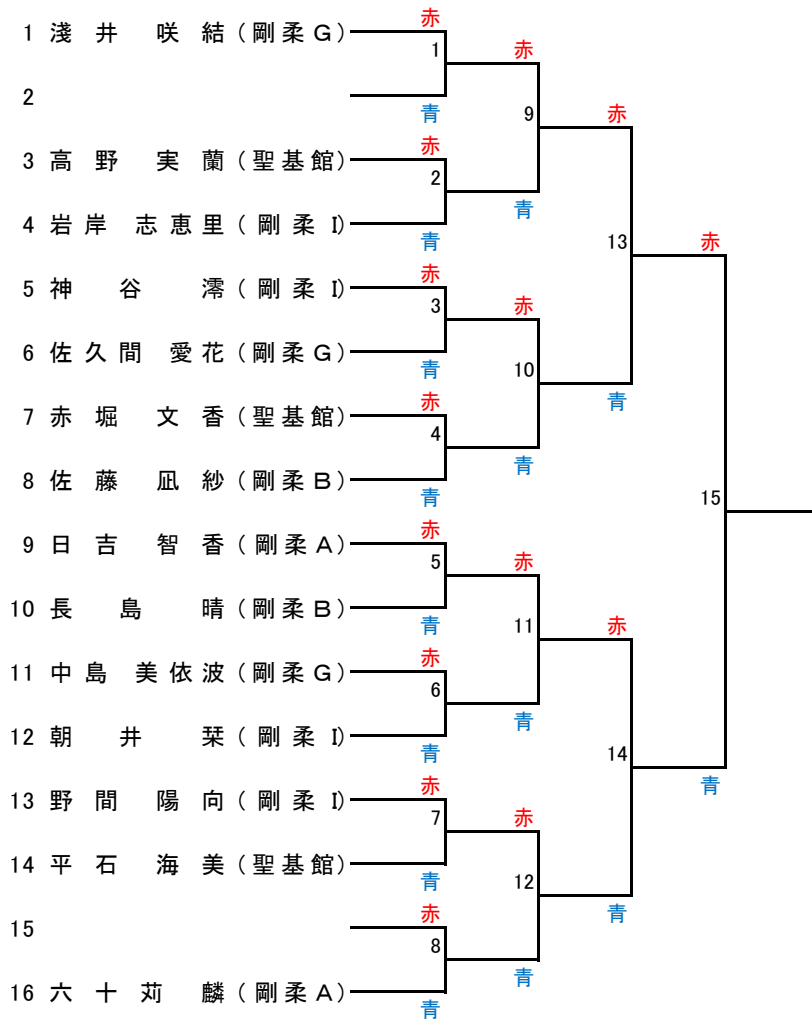 赤
1 淺井 咲結(剛柔G)
1
赤
2
青
9
赤
赤
3 高野 実蘭(聖基館)
2
青
4 岩岸 志恵里(剛柔I)
青
13
赤
赤
5 神谷 澪(剛柔I)
3
赤
6 佐久間 愛花(剛柔G)
青
10
青
赤
7 赤堀 文香(聖基館)
4
青
8 佐藤 凪紗(剛柔B)
青
15
赤
9 日吉 智香(剛柔A)
5
赤
10 長島 晴(剛柔B)
青
11
赤
赤
11 中島 美依波(剛柔G)
6
青
12 朝井 栞(剛柔I)
青
14
青
赤
13 野間 陽向(剛柔I)
7
赤
14 平石 海美(聖基館)
青
12
青
赤
15
8
青
16 六十苅 麟(剛柔A)
青